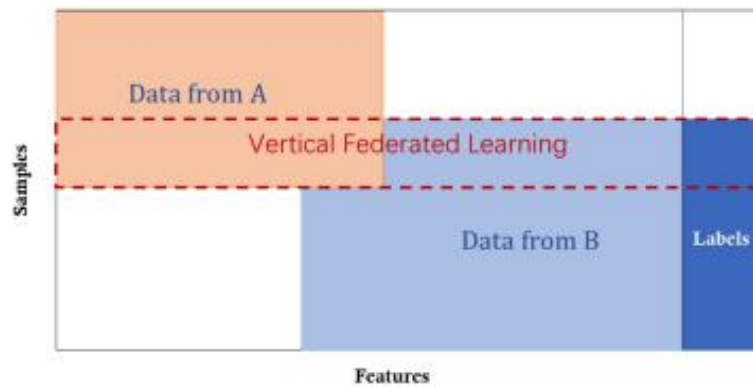 Data from A
Vertical Federated Learning
Samples
Data from B
Labels
Features